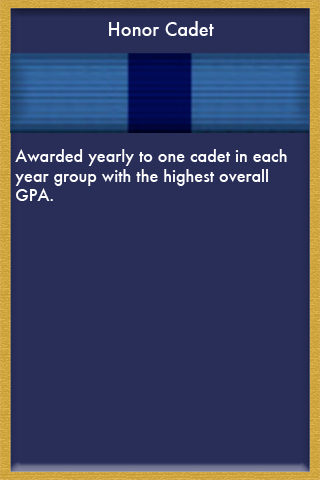 Honor Cadet
Awarded yearly to one cadet in each
year group with the highest overall
GPA.